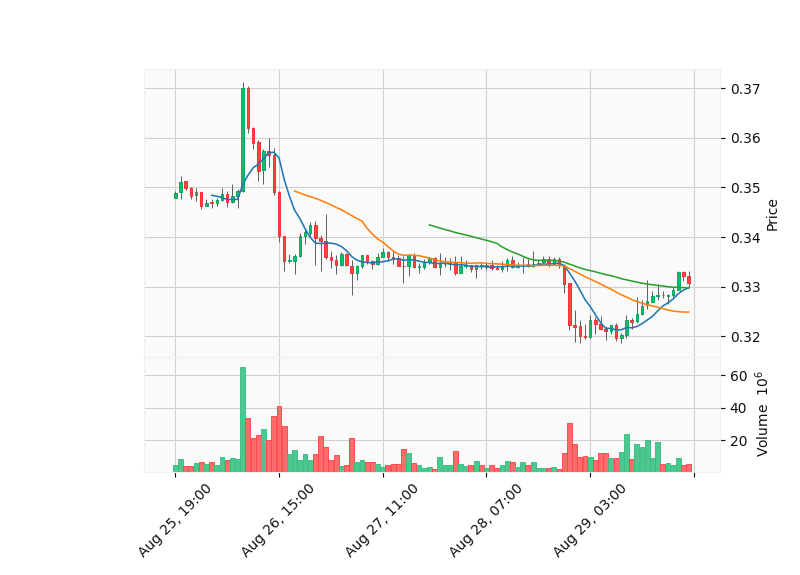 0.37
0.36
0.35
0.34
0.33
0.32
Price
60
40
20
Volume 10^6
Aug 25, 19:00
Aug 26, 15:00
Aug 27, 11:00
Aug 28, 07:00
Aug 29, 03:00